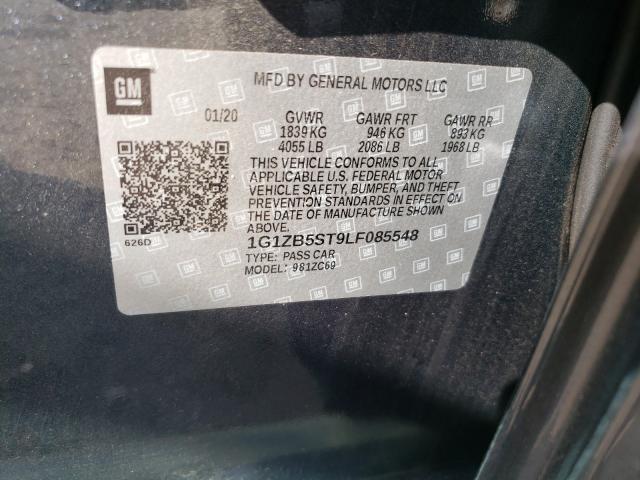 GM
MFD BY GENERAL MOTORS LLC
01/20 GVWR GAWR FRT GAWR RR
1839 KG 946 KG 893 KG
4055 LB 2086 LB 1968 LB
THIS VEHICLE CONFORMS TO ALL
APPLICABLE U.S. FEDERAL MOTOR
VEHICLE SAFETY, BUMPER, AND THEFT
PREVENTION STANDARDS IN EFFECT ON
THE DATE OF MANUFACTURE SHOWN
ABOVE.
626D
1G1ZB5ST9LF085548
TYPE: PASS CAR
MODEL: 981ZC69